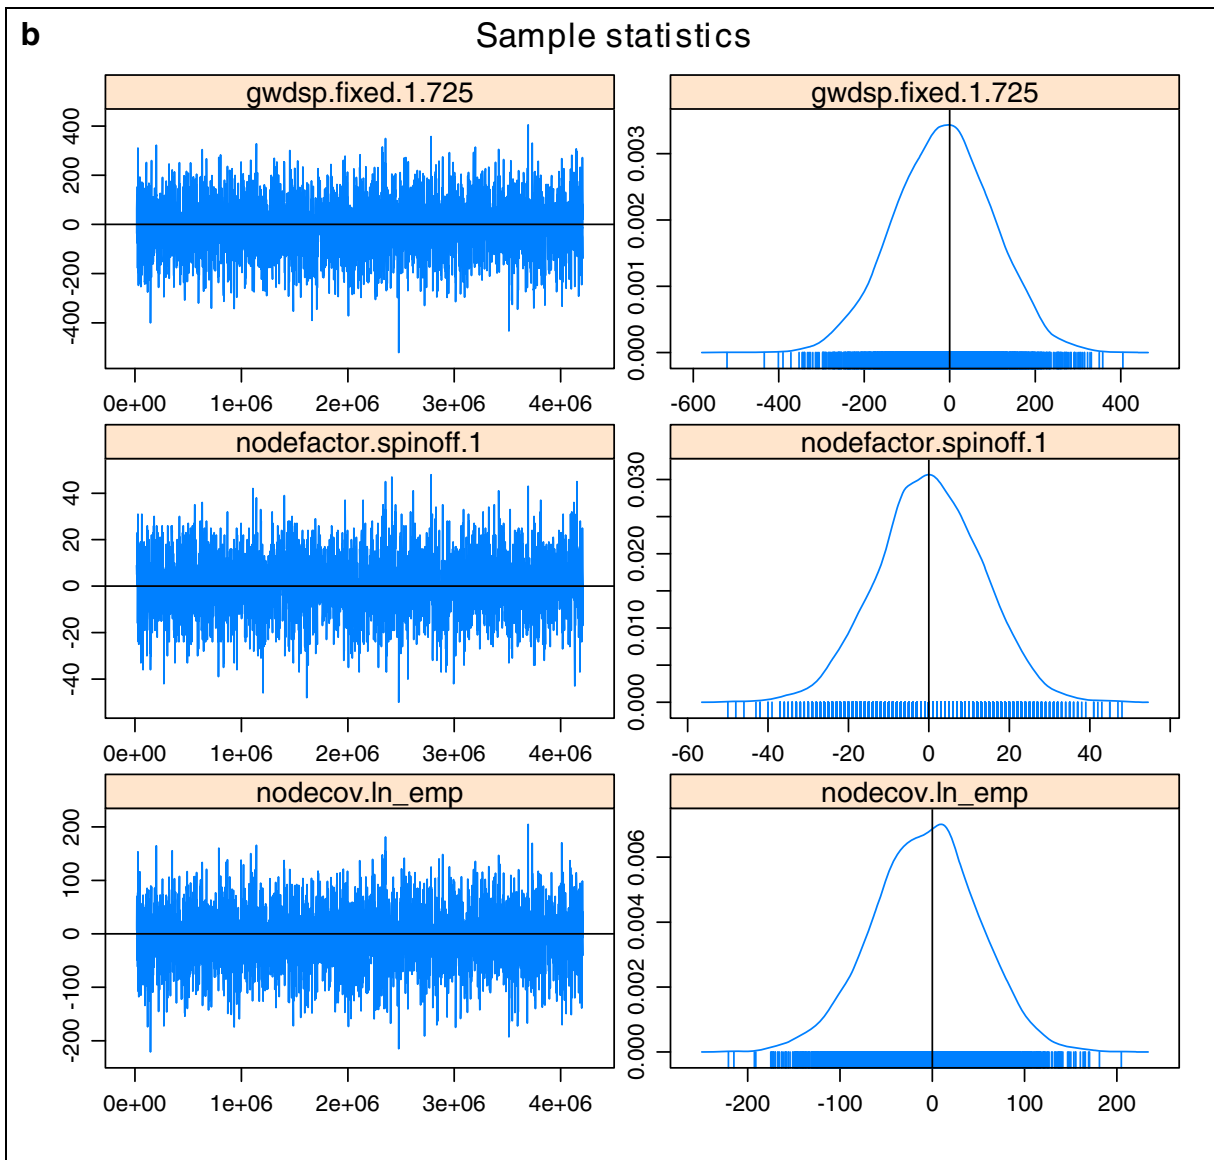 b
Sample statistics
gwdsp.fixed.1.725
400
200
0
-200
-400
0e+00 1e+06 2e+06 3e+06 4e+06
gwdsp.fixed.1.725
0.003
0.002
0.001
0.000
-600 -400 -200 0 200 400
nodefactor.spinoff.1
40
20
0
-20
-40
0e+00 1e+06 2e+06 3e+06 4e+06
nodefactor.spinoff.1
0.030
0.020
0.010
0.000
-60 -40 -20 0 20 40
nodecov.ln_emp
200
100
0
-100
-200
0e+00 1e+06 2e+06 3e+06 4e+06
nodecov.ln_emp
0.006
0.004
0.002
0.000
-200 -100 0 100 200